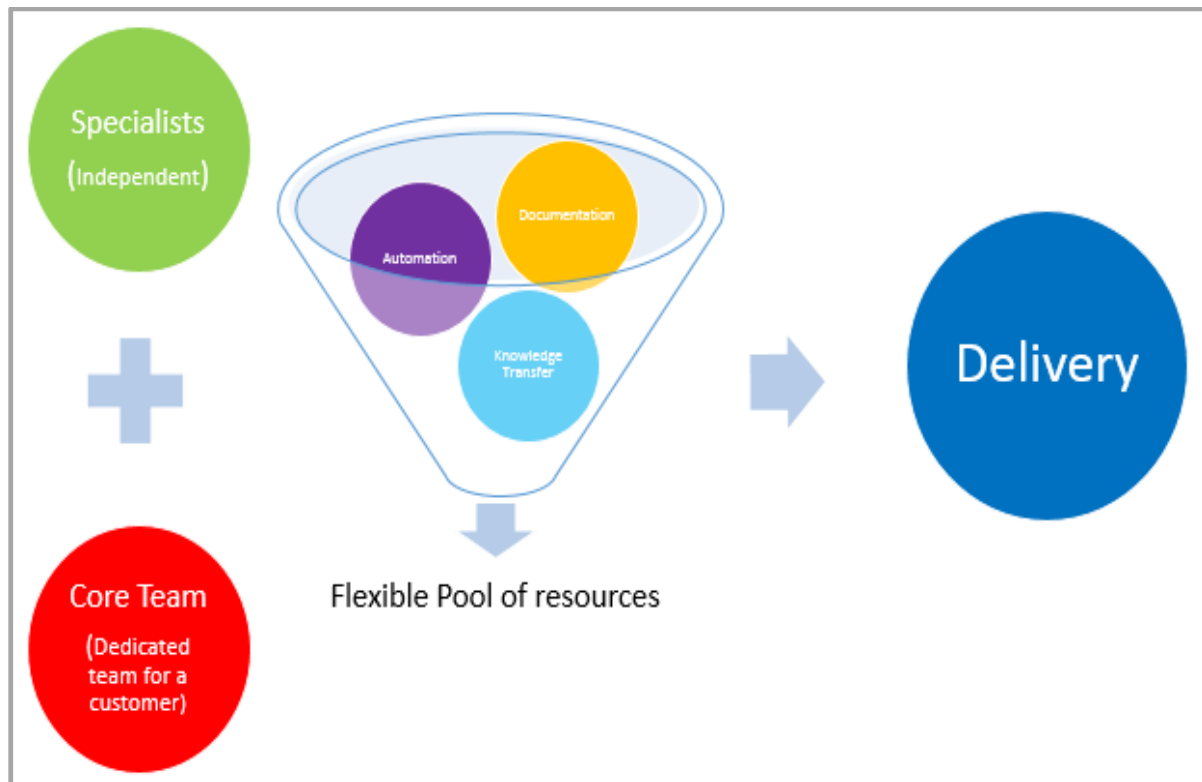 Specialists
(Independent)
Core Team
(Dedicated
team for a
customer)
Automation
Documentation
Knowledge
Transfer
Flexible Pool of resources
Delivery